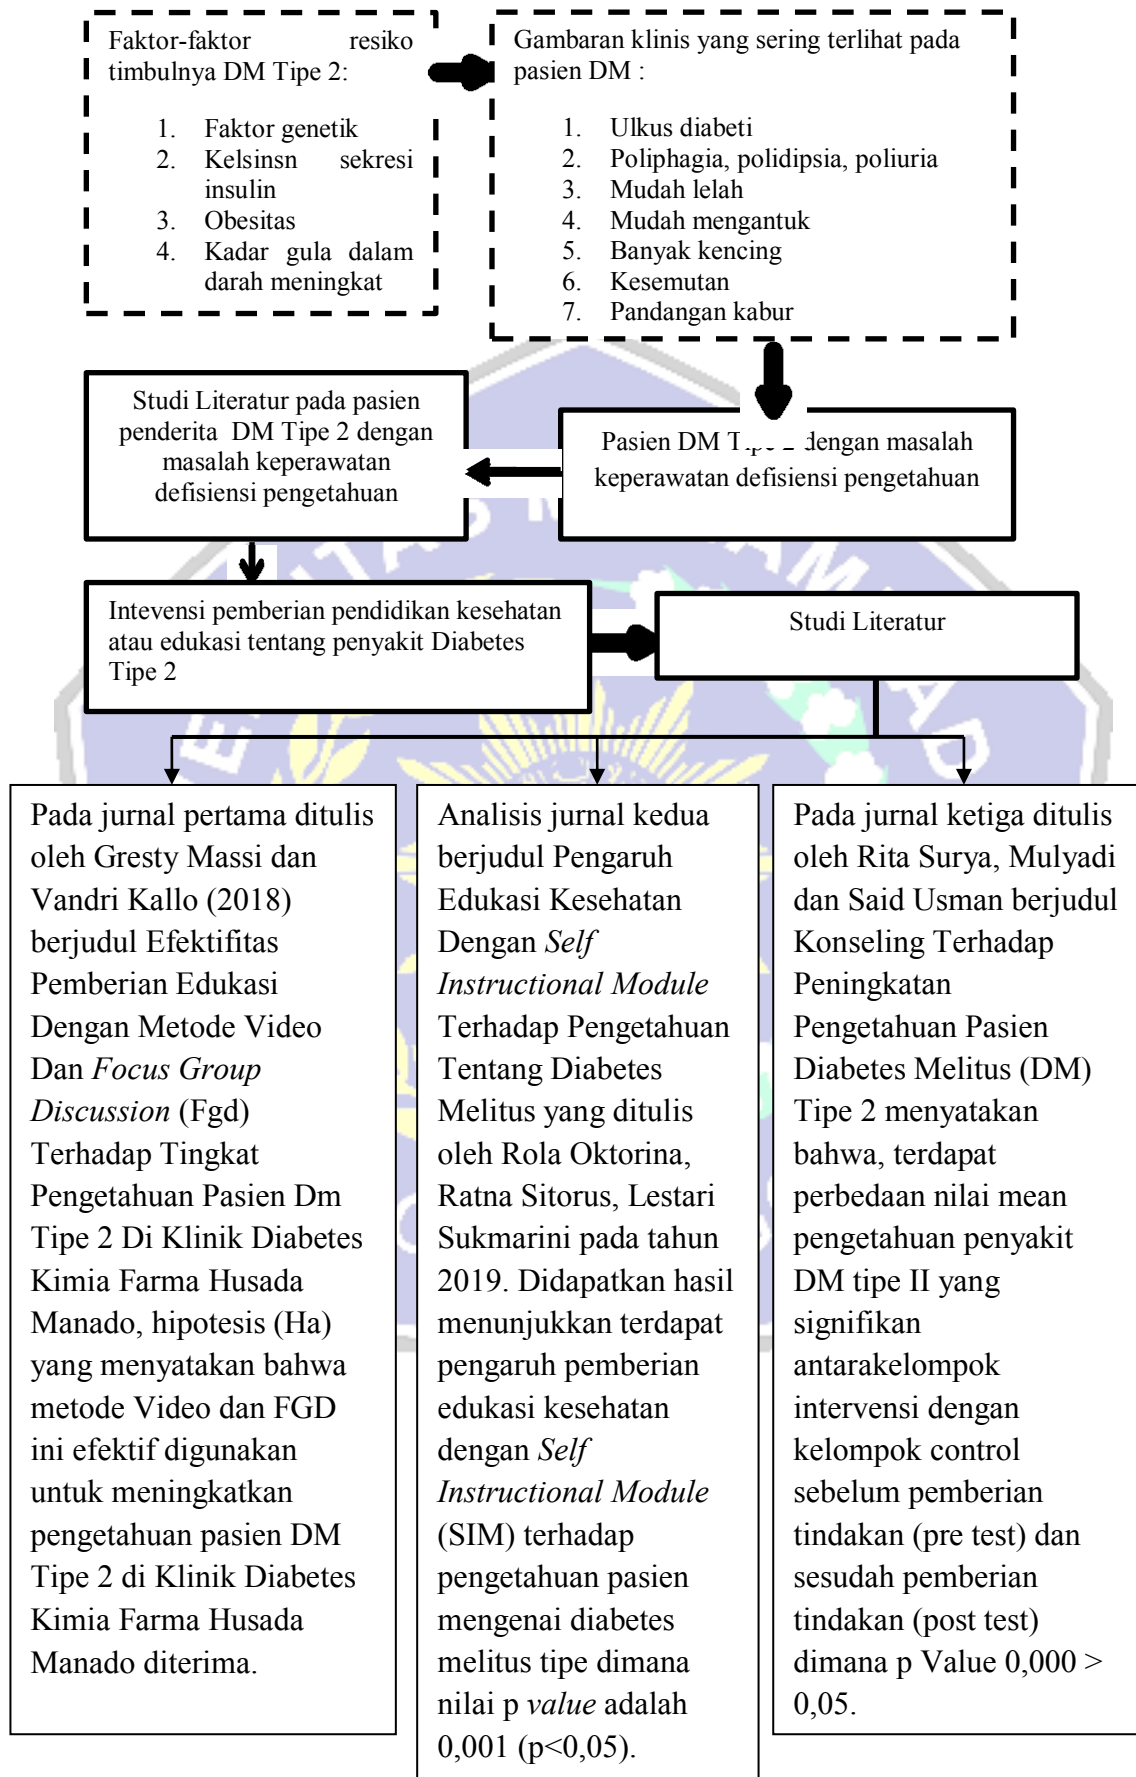 Faktor-faktor resiko
timbulnya DM Tipe 2:
1. Faktor genetik
2. Kelsinsn sekresi
insulin
3. Obesitas
4. Kadar gula dalam
darah meningkat
Gambaran klinis yang sering terlihat pada
pasien DM :
1. Ulkus diabeti
2. Poliphagia, polidipsia, poliuria
3. Mudah lelah
4. Mudah mengantuk
5. Banyak kencing
6. Kesemutan
7. Pandangan kabur
Pasien DM 2 dengan masalah
keperawatan defisiensi pengetahuan
Studi Literatur pada pasien
penderita DM Tipe 2 dengan
masalah keperawatan
defisiensi pengetahuan
Intevensi pemberian pendidikan kesehatan
atau edukasi tentang penyakit Diabetes
Tipe 2
Studi Literatur
Pada jurnal pertama ditulis
oleh Gresty Massi dan
Vandri Kallo (2018)
berjudul Efektifitas
Pemberian Edukasi
Dengan Metode Video
Dan Focus Group
Discussion (Fgd)
Terhadap Tingkat
Pengetahuan Pasien Dm
Tipe 2 Di Klinik Diabetes
Kimia Farma Husada
Manado, hipotesis (Ha)
yang menyatakan bahwa
metode Video dan FGD
ini efektif digunakan
untuk meningkatkan
pengetahuan pasien DM
Tipe 2 di Klinik Diabetes
Kimia Farma Husada
Manado diterima.
Analisis jurnal kedua
berjudul Pengaruh
Edukasi Kesehatan
Dengan Self
Instructional Module
Terhadap Pengetahuan
Tentang Diabetes
Melitus yang ditulis
oleh Rola Oktorina,
Ratna Sitorus, Lestari
Sukmarini pada tahun
2019. Didapatkan hasil
menunjukkan terdapat
pengaruh pemberian
edukasi kesehatan
dengan Self
Instructional Module
(SIM) terhadap
pengetahuan pasien
mengenai diabetes
melitus tipe dimana
nilai p value adalah
0,001 (p<0,05).
Pada jurnal ketiga ditulis
oleh Rita Surya, Mulyadi
dan Said Usman berjudul
Konseling Terhadap
Peningkatan
Pengetahuan Pasien
Diabetes Melitus (DM)
Tipe 2 menyatakan
bahwa, terdapat
perbedaan nilai mean
pengetahuan penyakit
DM tipe II yang
signifikan
antarakelompok
intervensi dengan
kelompok control
sebelum pemberian
tindakan (pre test) dan
sesudah pemberian
tindakan (post test)
dimana p Value 0,000 >
0,05.